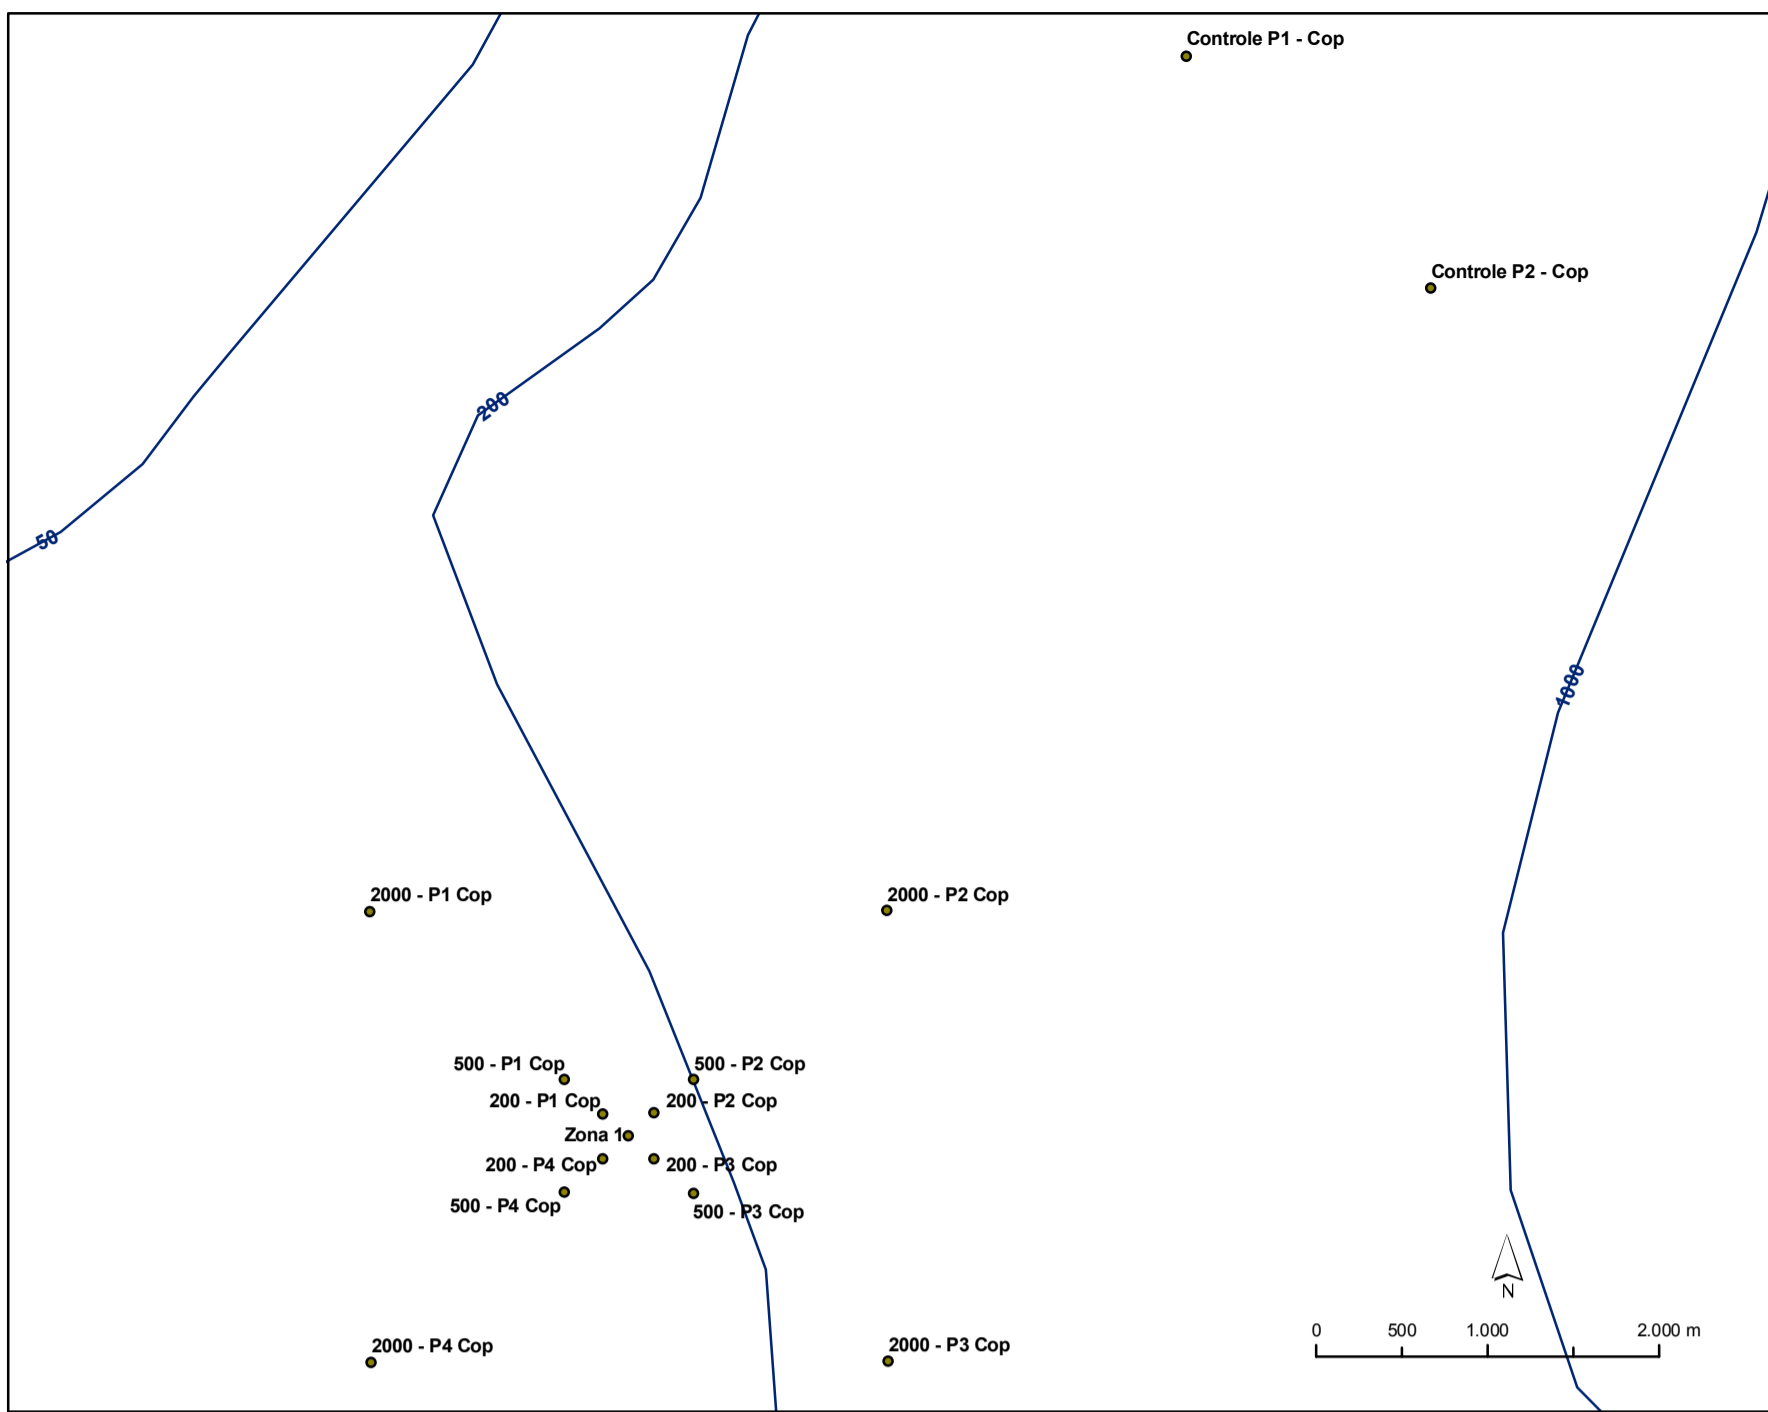 Controle P1 - Cop
Controle P2 - Cop
200
50
1000
2000 - P1 Cop
2000 - P2 Cop
500 - P1 Cop
500 - P2 Cop
200 - P1 Cop
200 - P2 Cop
Zona 1
200 - P4 Cop
200 - P3 Cop
500 - P4 Cop
500 - P3 Cop
N
0 500 1.000 2.000 m
2000 - P4 Cop
2000 - P3 Cop